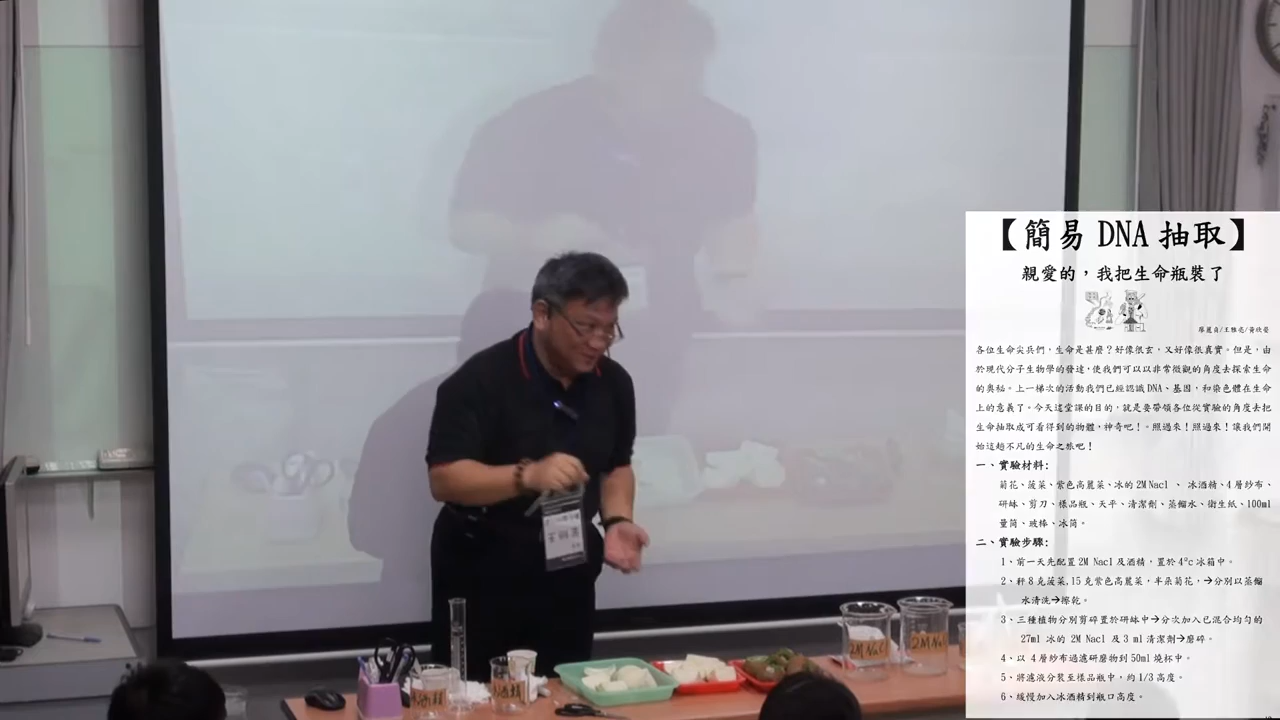 【簡易 DNA 抽取】
親愛的，我把生命瓶裝了
各位生命尖兵們，生命是甚麼？好像很玄，又好像很真實。但是，由
於現代分子生物學的發達，使我們可以以非常微觀的角度去探索生命
的奧秘。上一梯次的活動我們已經認識 DNA、基因，和染色體在生命
上的意義了。今天這堂課的目的，就是要帶領各位從實驗的角度去把
生命抽取成可看得到的物體，神奇吧！。照過來！照過來！讓我們開
始這趟不凡的生命之旅吧！
一、實驗材料：
菊花、菠菜、紫色高麗菜、冰的 2M Nacl 、 冰酒精、4 層紗布、
研缽、剪刀、樣品瓶、天平、清潔劑、蒸餾水、衛生紙、100ml
量筒、玻棒、冰筒。
二、實驗步驟：
1、前一天先配置 2M Nacl 及酒精，置於 4°c 冰箱中。
2、秤 8 克菠菜,15 克紫色高麗菜，半朵菊花，→分別以蒸餾
水清洗→擦乾。
3、三種植物分別剪碎置於研缽中→分次加入已混合均勻的
27ml 冰的 2M Nacl 及 3 ml 清潔劑→磨碎。
4、以 4 層紗布過濾研磨物到 50ml 燒杯中。
5、將濾液分裝至樣品瓶中，約 1/3 高度。
6、緩慢加入冰酒精到瓶口高度。
2M NaCl
2M NaCl
酒精
酒精